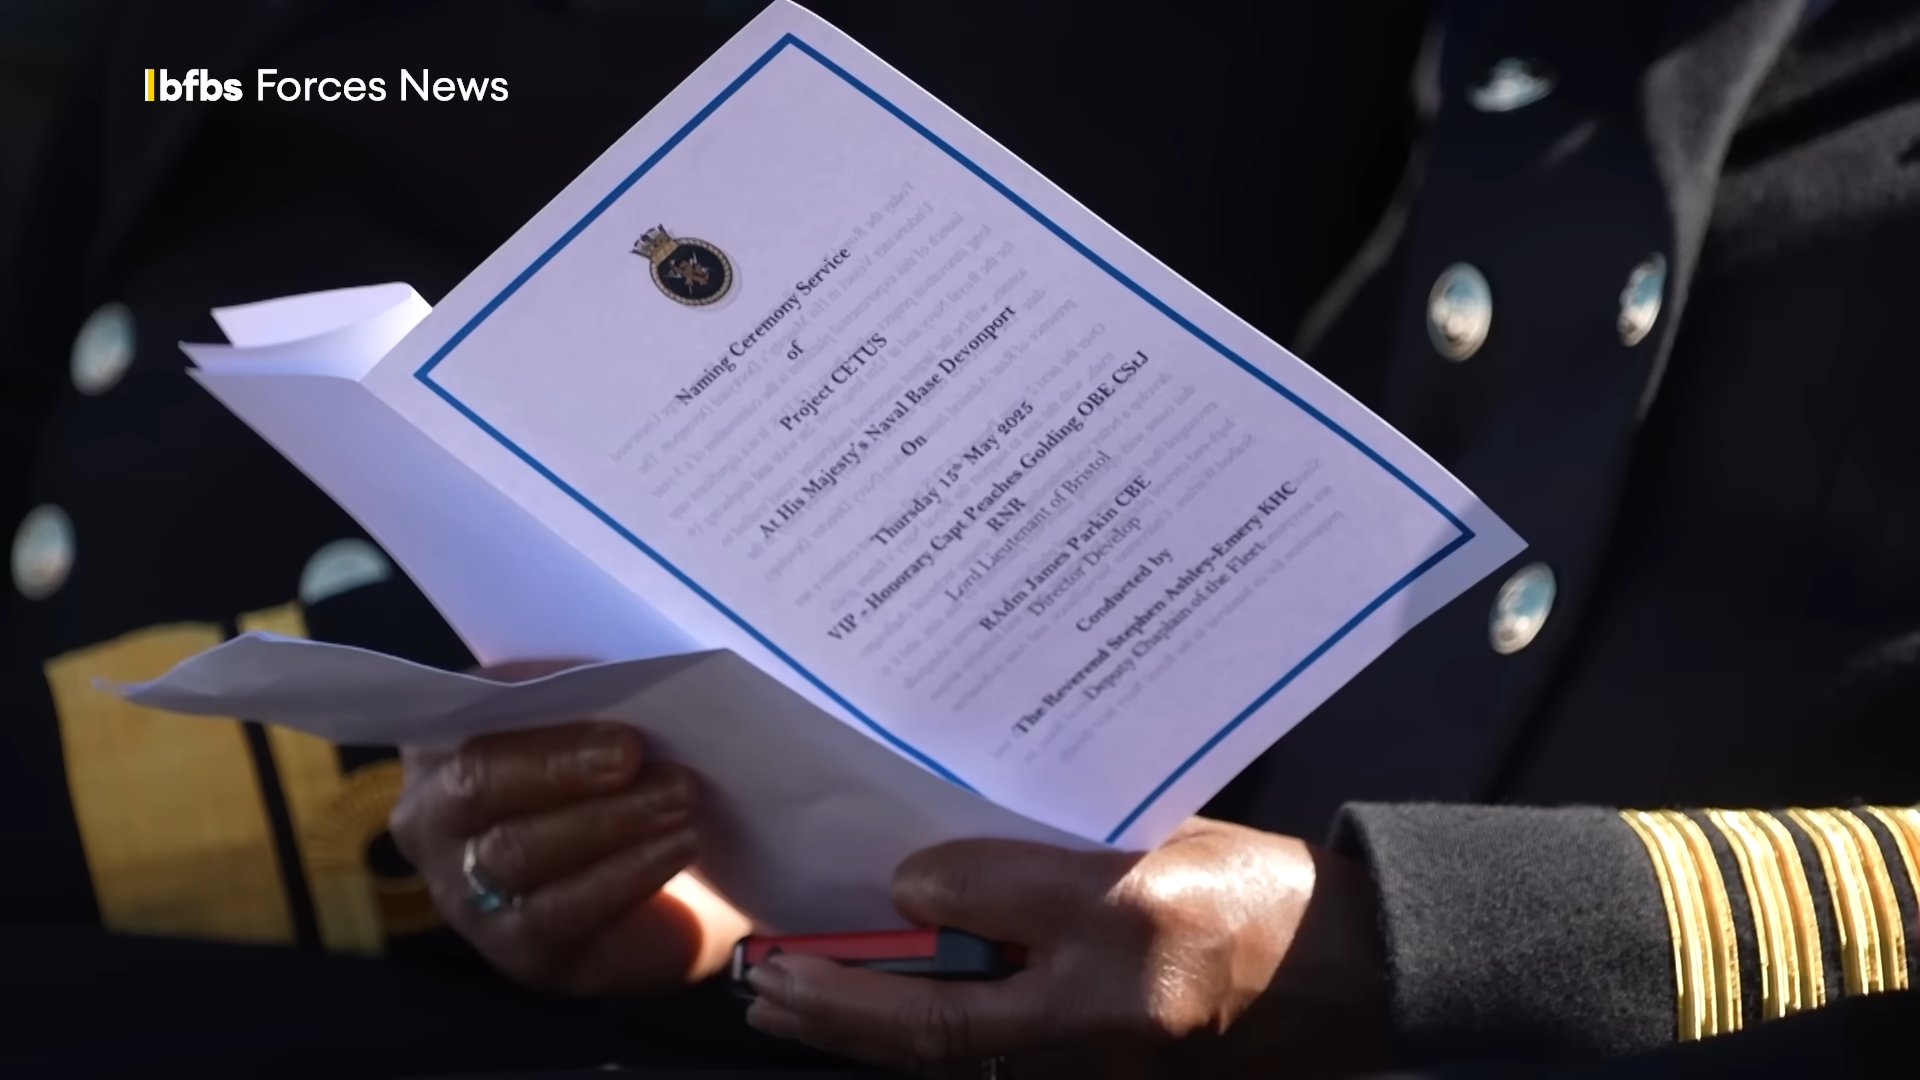 bfbs Forces News
Naming Ceremony Service
of
Project CETUS
At His Majesty's Naval Base Devonport
On
Thursday 15th May 2025
VIP - Honorary Capt Peaches Golding OBE CStJ
RNR
Lord Lieutenant of Bristol
RAdm James Parkin CBE
Director Develop
Conducted by
The Reverend Stephen Ashley-Emery KHC
Deputy Chaplain of the Fleet